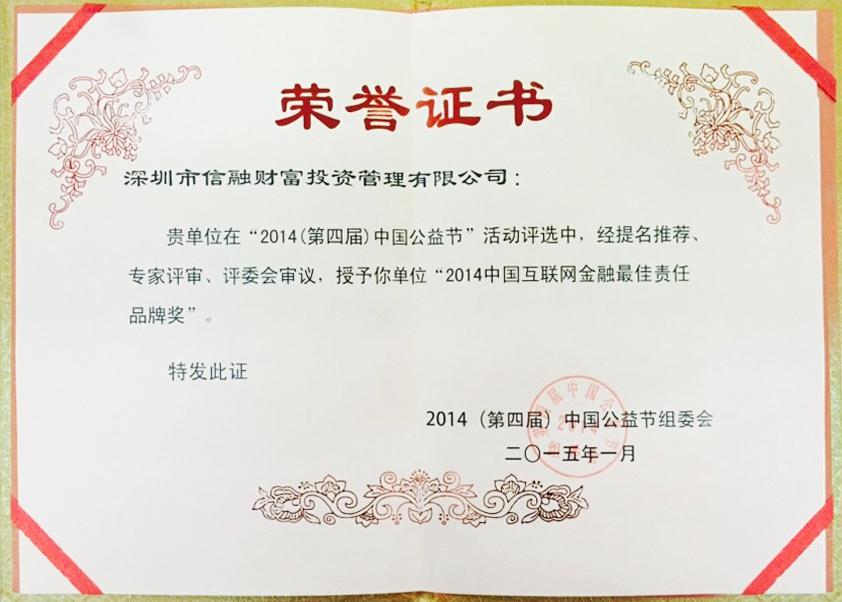 荣誉证书
深圳市信融财富投资管理有限公司：
贵单位在“2014(第四届)中国公益节”活动评选中，经提名推荐、
专家评审、评委会审议，授予你单位“2014中国互联网金融最佳责任
品牌奖”。
特发此证
2014（第四届）中国公益节组委会
二〇一五年一月